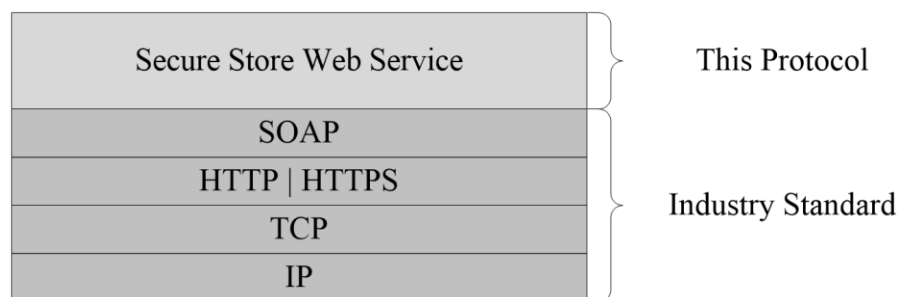 Secure Store Web Service
This Protocol
SOAP
HTTP | HTTPS
TCP
IP
Industry Standard